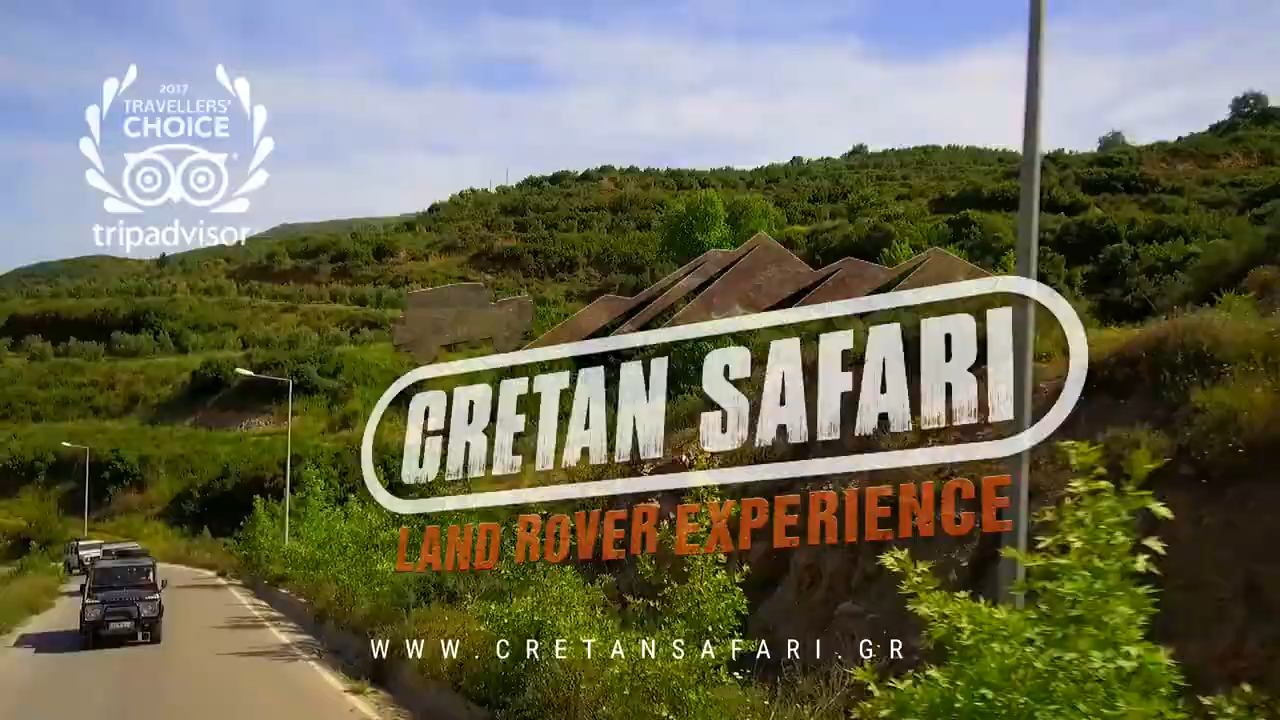 2017
TRAVELLERS'
CHOICE
tripadvisor
CRETAN SAFARI
LAND ROVER EXPERIENCE
WWW.CRETANSAFARI.GR